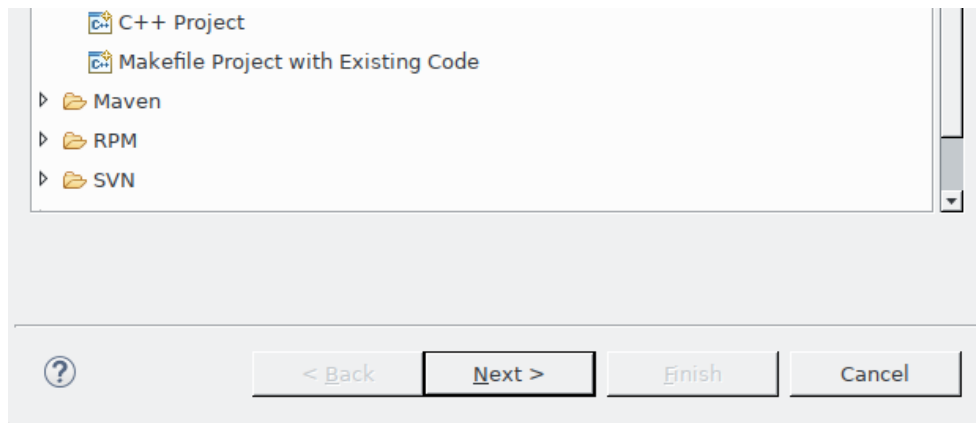 C++ Project
Makefile Project with Existing Code
Maven
RPM
SVN
? < Back Next > Finish Cancel